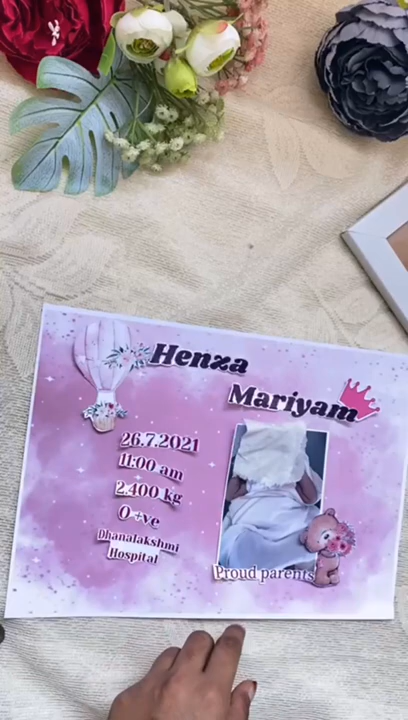 Henza
Mariyam
26.7.2021
11:00 am
2.400 kg
O +ve
Dhanalakshmi
Hospital
Proud parents